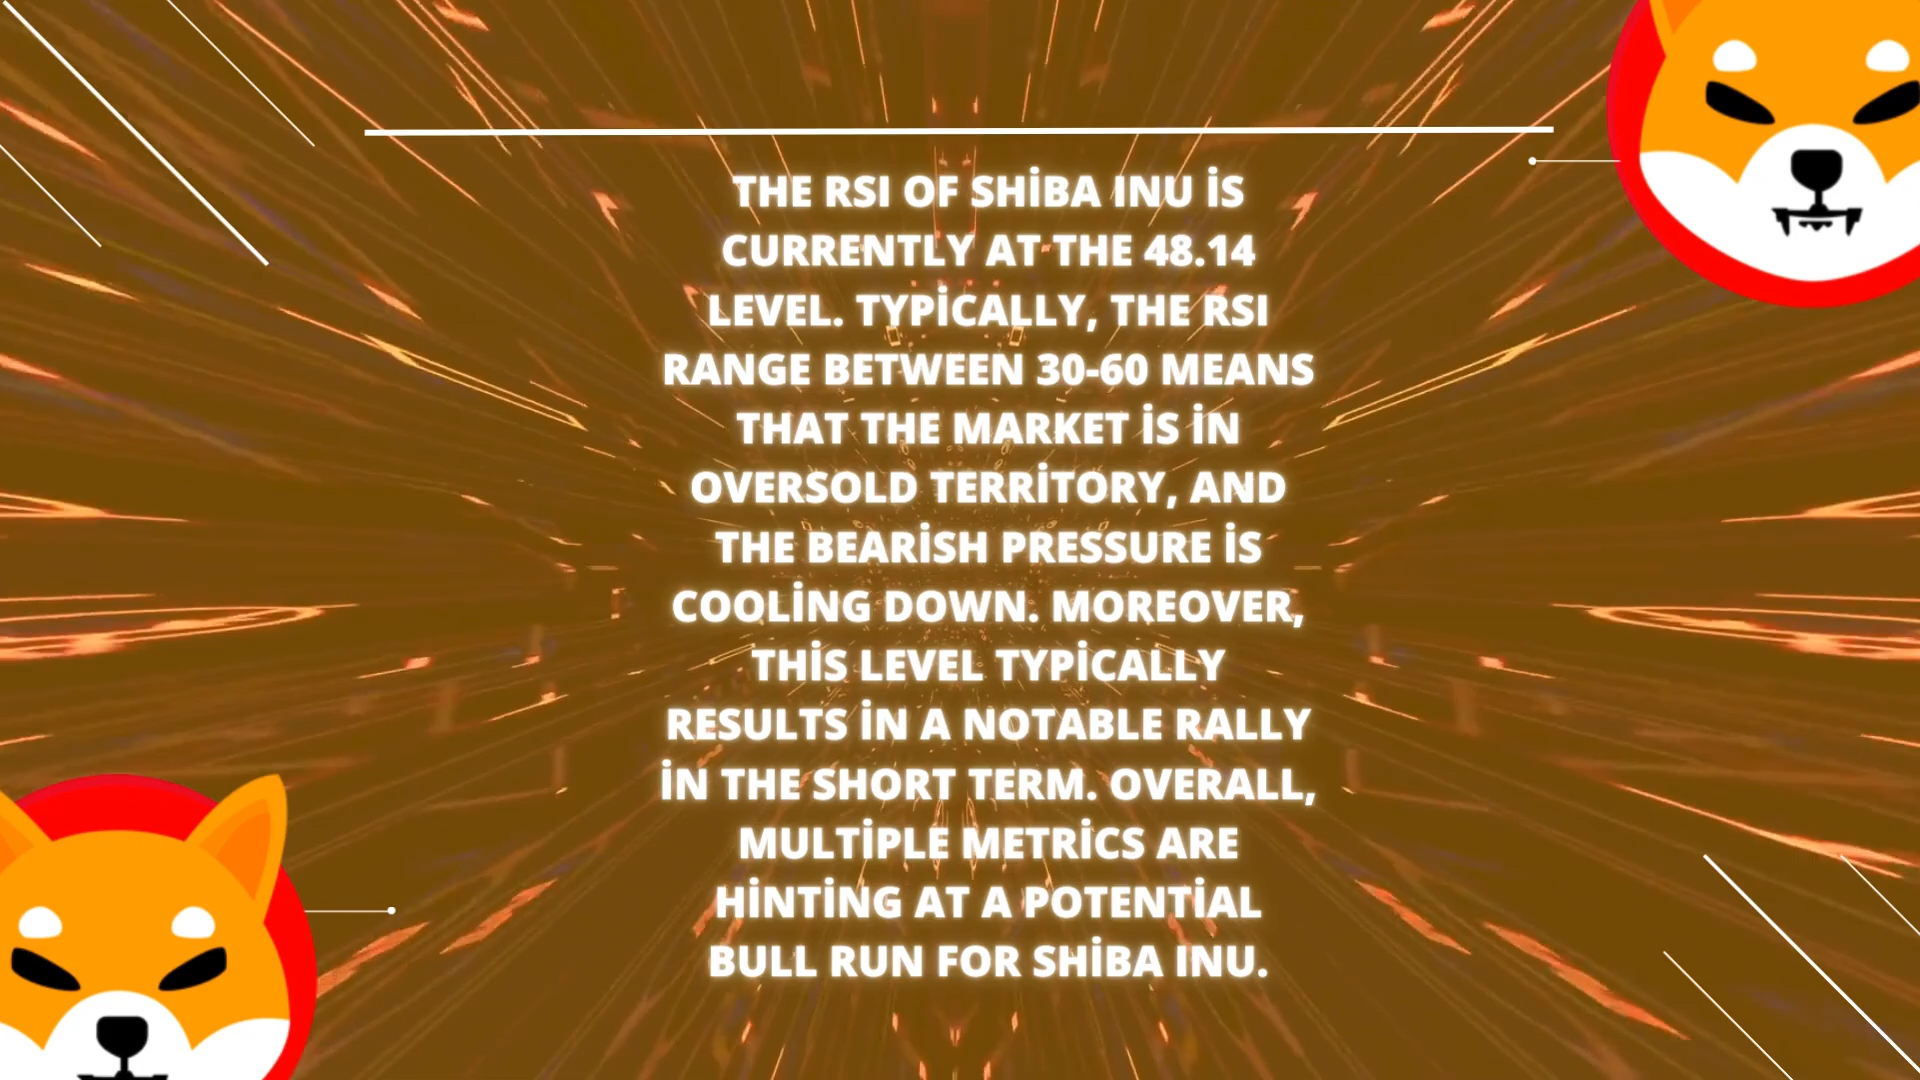 THE RSI OF SHİBA INU İS
CURRENTLY AT THE 48.14
LEVEL. TYPİCALLY, THE RSI
RANGE BETWEEN 30-60 MEANS
THAT THE MARKET İS İN
OVERSOLD TERRİTORY, AND
THE BEARİSH PRESSURE İS
COOLİNG DOWN. MOREOVER,
THİS LEVEL TYPİCALLY
RESULTS İN A NOTABLE RALLY
İN THE SHORT TERM. OVERALL,
MULTİPLE METRİCS ARE
HİNTİNG AT A POTENTİAL
BULL RUN FOR SHİBA INU.